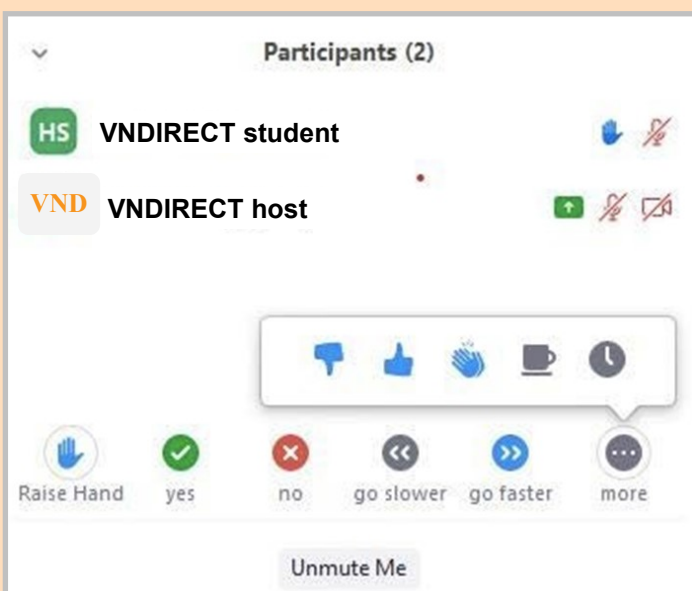 Participants (2)
HS VNDIRECT student
VND VNDIRECT host
Raise Hand yes no go slower go faster more
Unmute Me